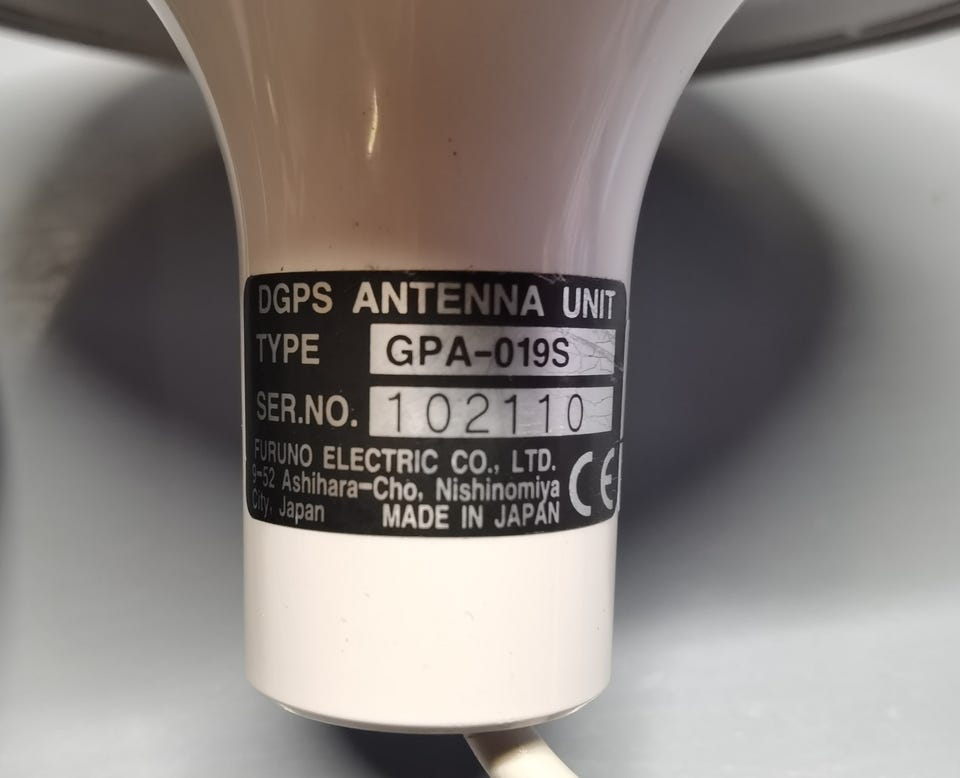 DGPS ANTENNA UNIT
TYPE GPA-019S
SER.NO. 102110
FURUNO ELECTRIC CO., LTD.
9-52 Ashihara-Cho, Nishinomiya
City, Japan MADE IN JAPAN
CE